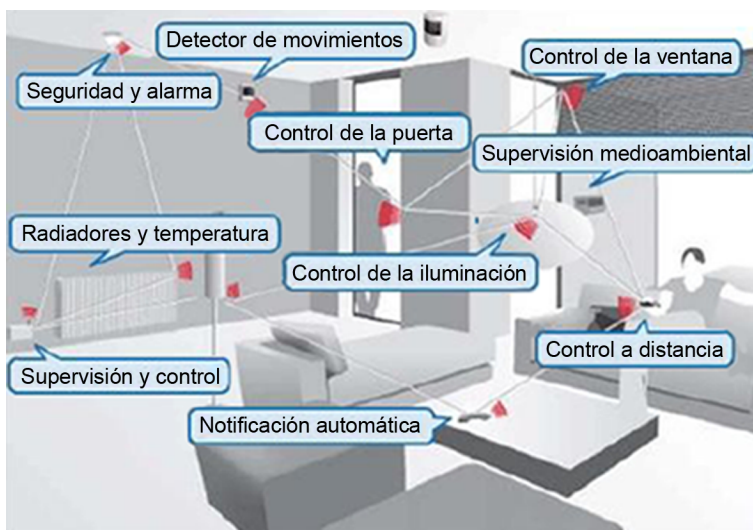 Detector de movimientos
Control de la ventana
Seguridad y alarma
Control de la puerta
Supervisión medioambiental
Radiadores y temperatura
Control de la iluminación
Control a distancia
Supervisión y control
Notificación automática